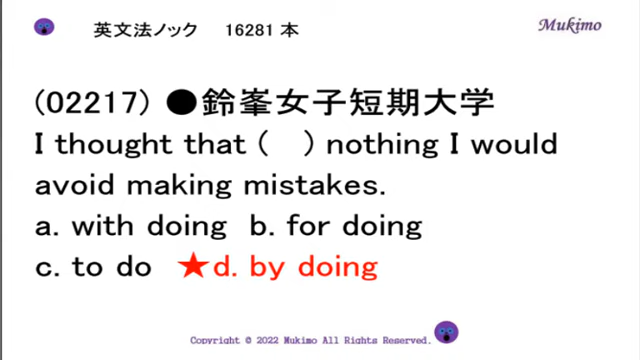 英文法ノック 16281 本
Mukimo
(02217) ●鈴峯女子短期大学
I thought that ( ) nothing I would
avoid making mistakes.
a. with doing b. for doing
c. to do ★d. by doing
Copyright © 2022 Mukimo All Rights Reserved.